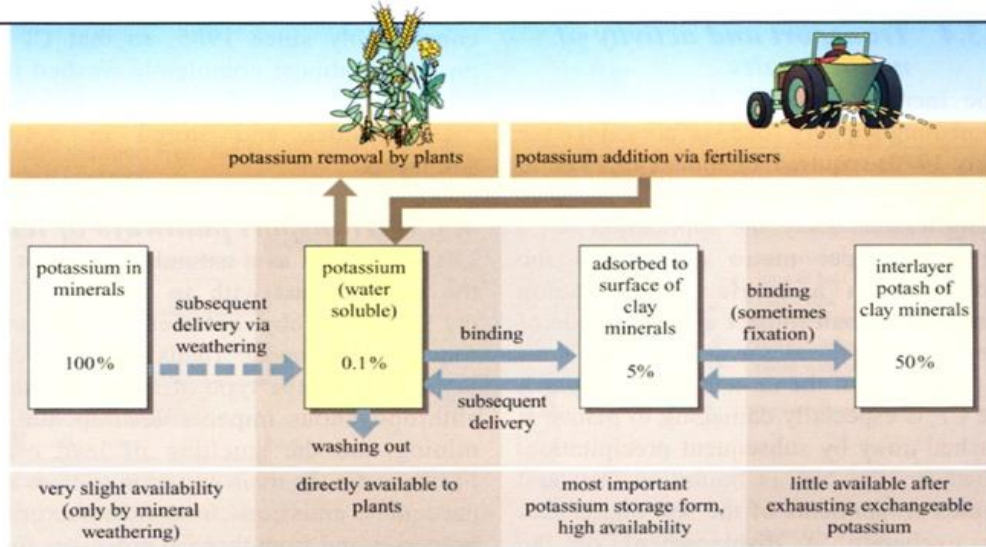 potassium removal by plants
potassium addition via fertilisers
potassium in
minerals
100%
subsequent
delivery via
weathering
potassium
(water
soluble)
0.1%
binding
subsequent
delivery
washing out
adsorbed to
surface of
clay
minerals
5%
binding
(sometimes
fixation)
interlayer
potash of
clay minerals
50%
very slight availability
(only by mineral
weathering)
directly available to
plants
most important
potassium storage form,
high availability
little available after
exhausting exchangeable
potassium